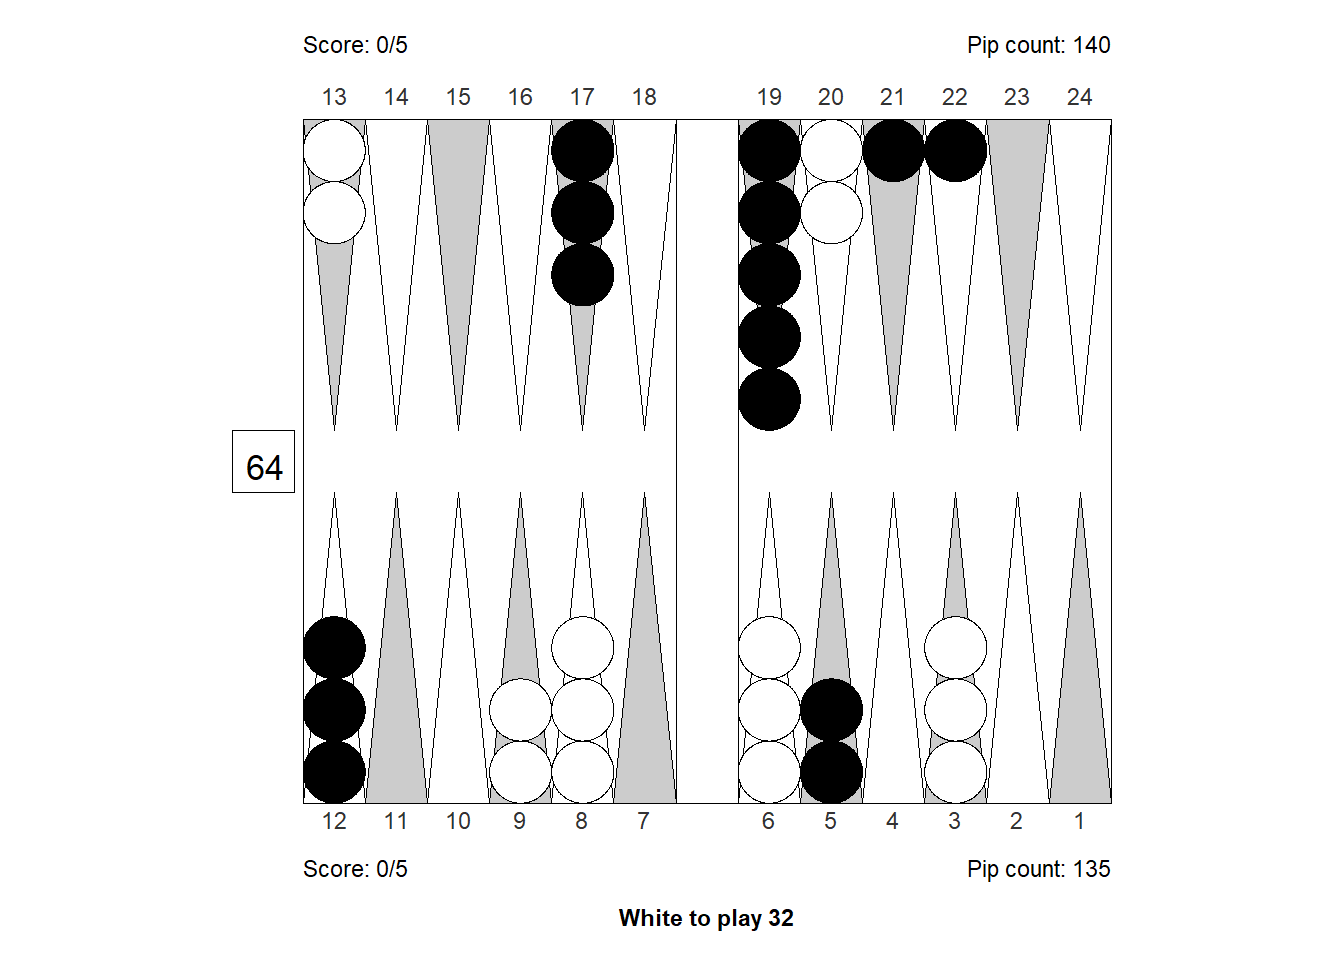 Score: 0/5 Pip count: 140
13 14 15 16 17 18 19 20 21 22 23 24
64
12 11 10 9 8 7 6 5 4 3 2 1
Score: 0/5 Pip count: 135
White to play 32